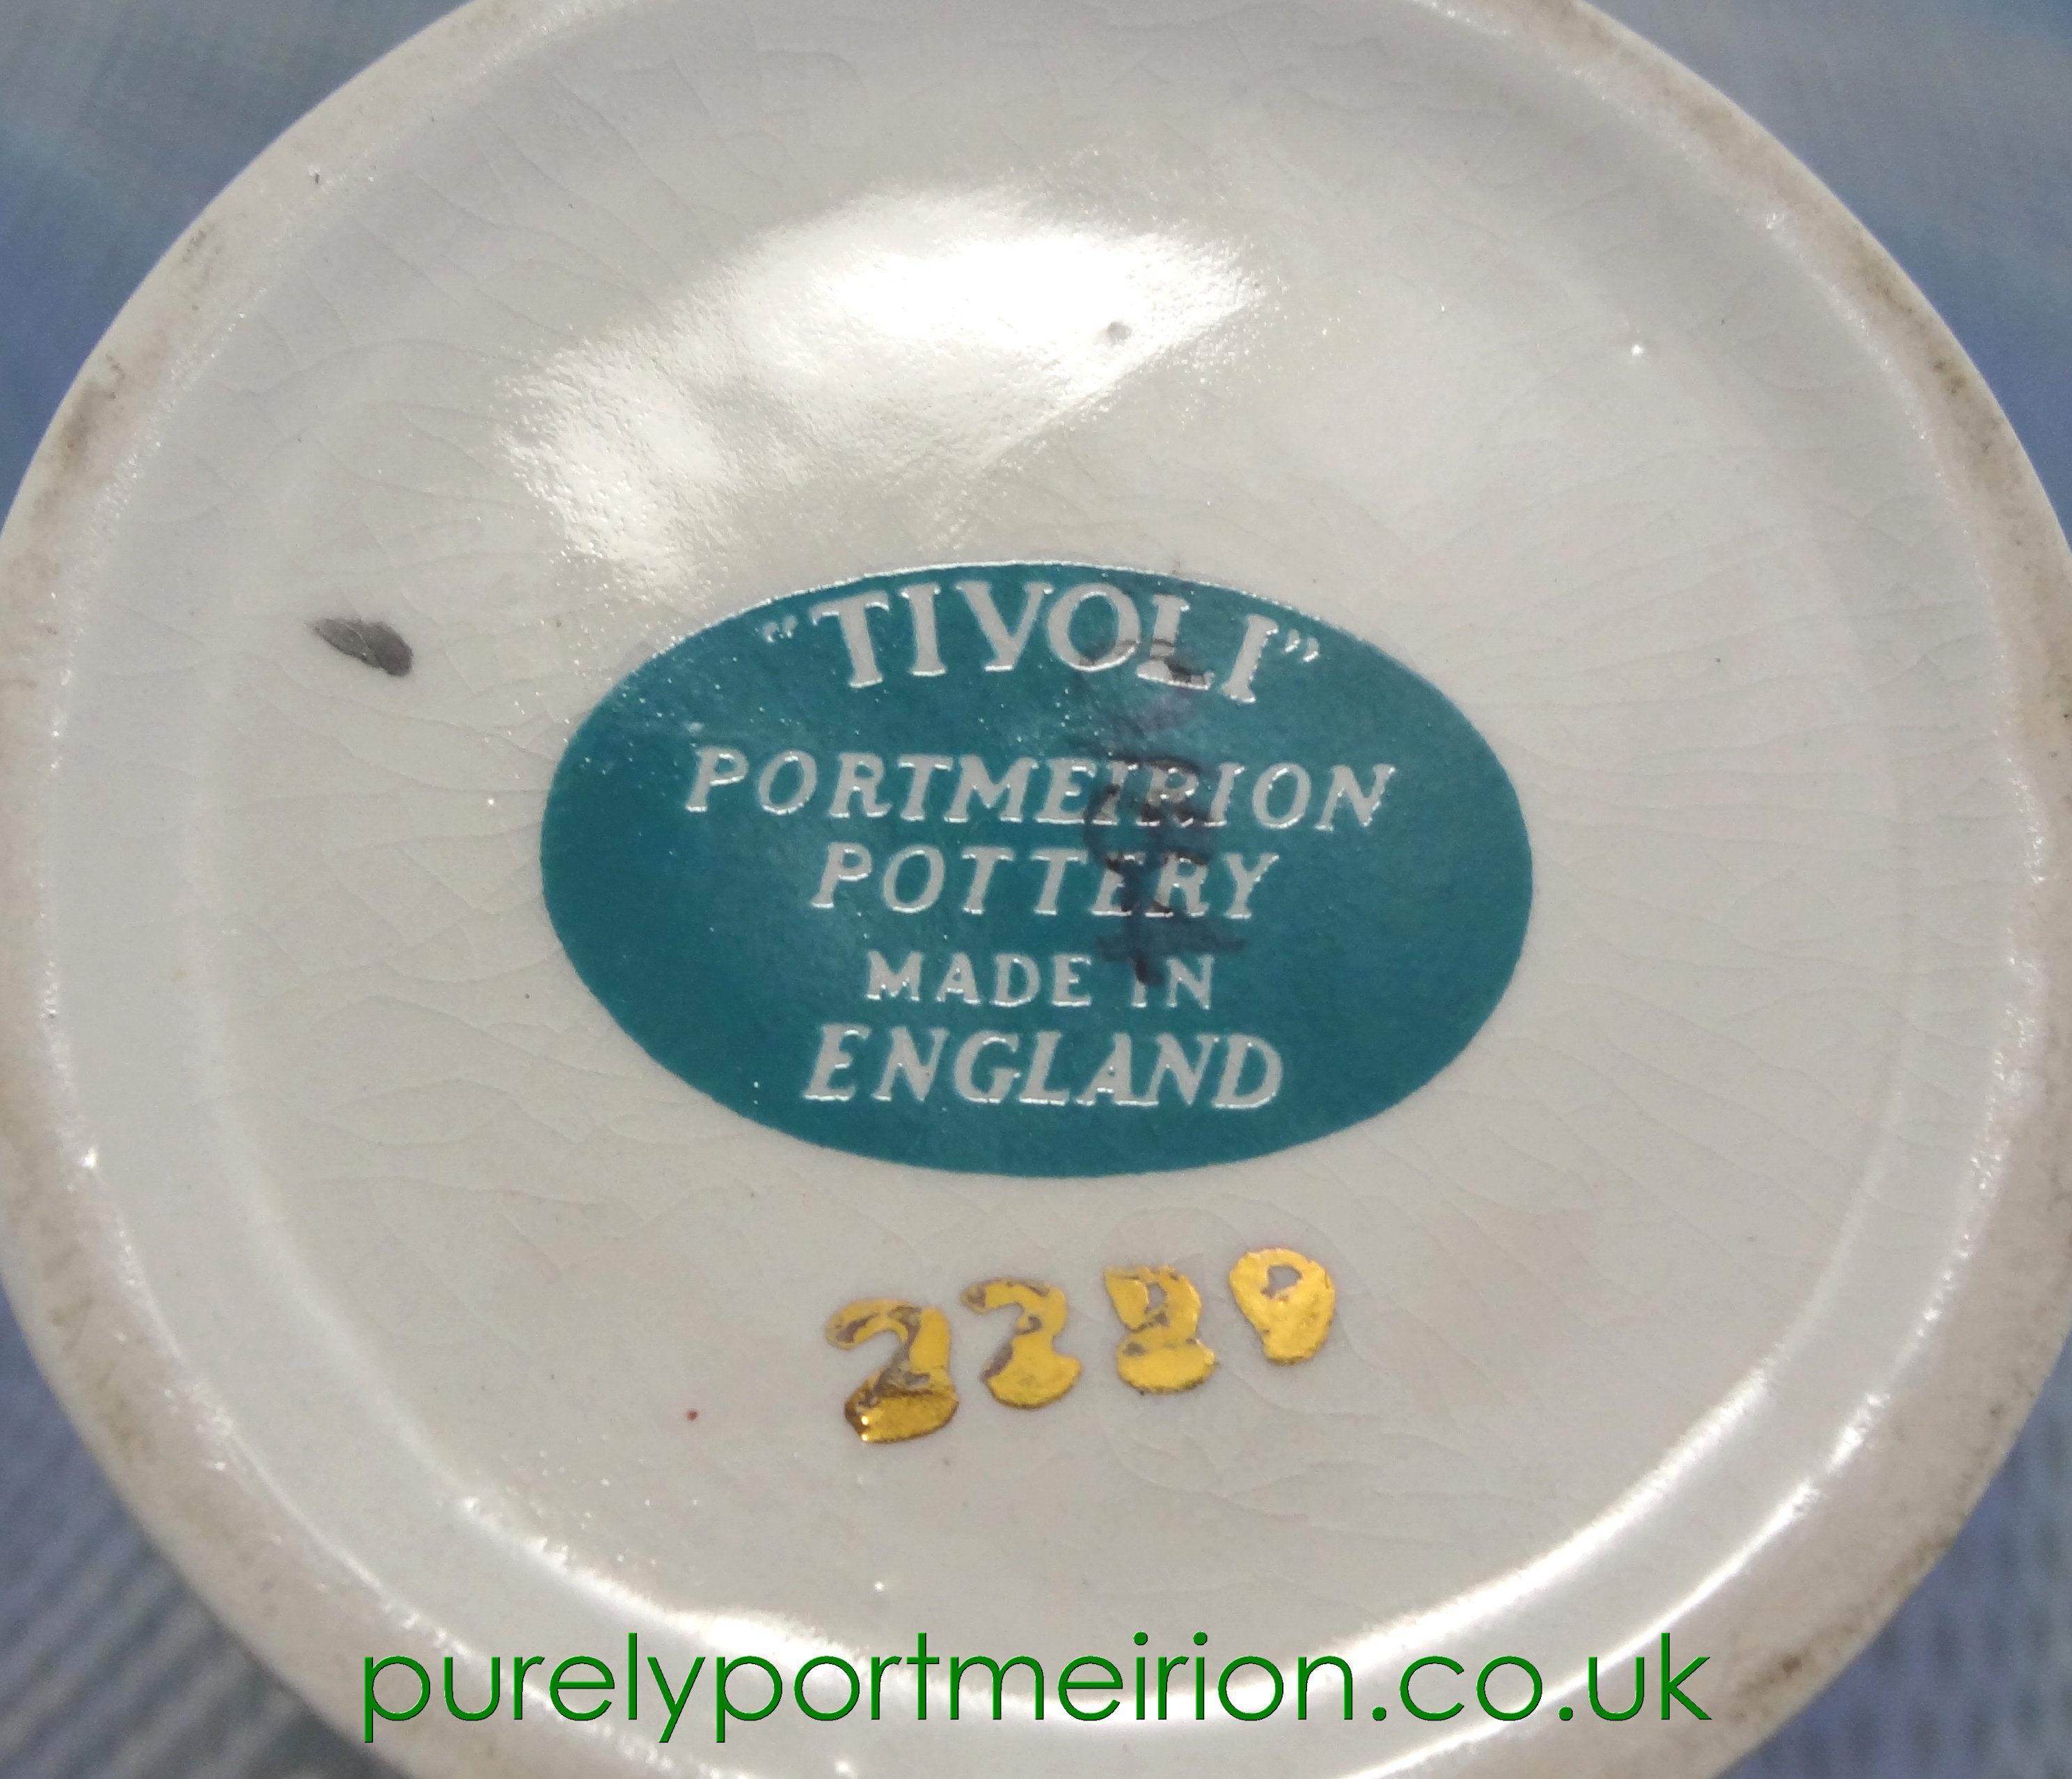 "TIVOLI"
PORTMEIRION
POTTERY
MADE IN
ENGLAND
purelyportmeirion.co.uk